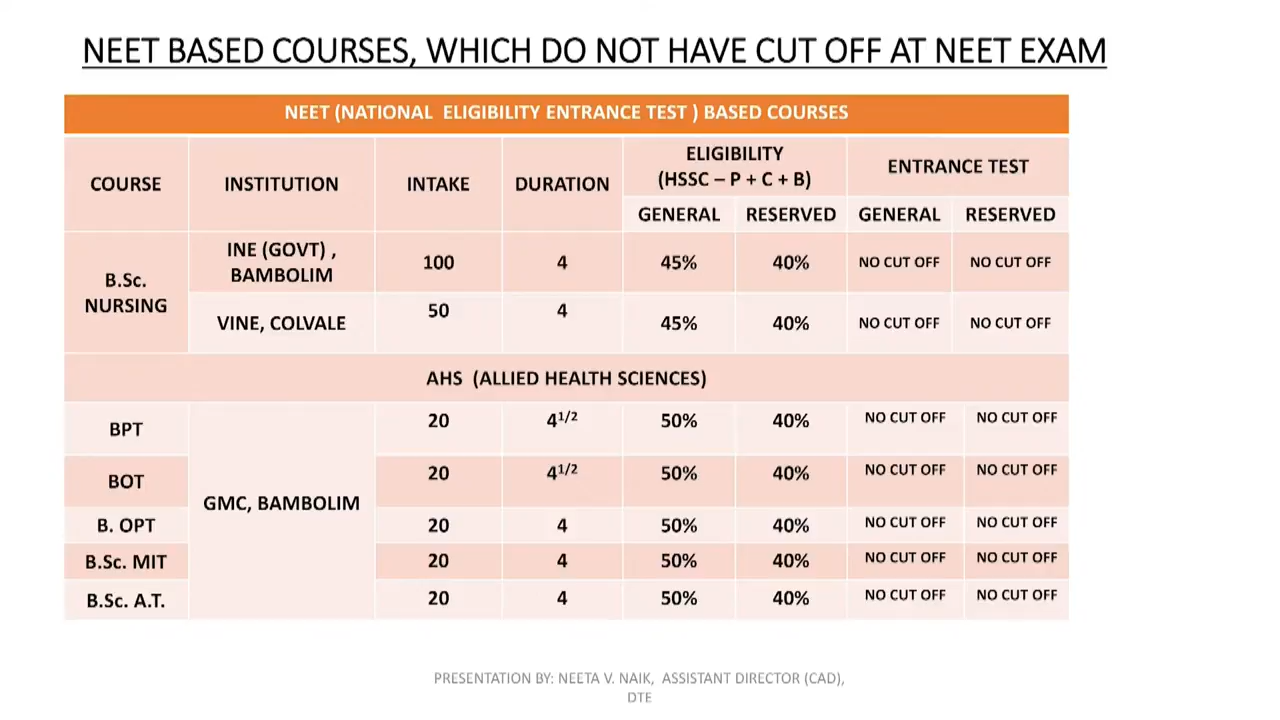 NEET BASED COURSES, WHICH DO NOT HAVE CUT OFF AT NEET EXAM
NEET (NATIONAL ELIGIBILITY ENTRANCE TEST ) BASED COURSES
COURSE INSTITUTION INTAKE DURATION ELIGIBILITY (HSSC – P + C + B) ENTRANCE TEST
GENERAL RESERVED GENERAL RESERVED
B.Sc. NURSING INE (GOVT) , BAMBOLIM 100 4 45% 40% NO CUT OFF NO CUT OFF
VINE, COLVALE 50 4 45% 40% NO CUT OFF NO CUT OFF
AHS (ALLIED HEALTH SCIENCES)
BPT GMC, BAMBOLIM 20 4 1/2 50% 40% NO CUT OFF NO CUT OFF
BOT 20 4 1/2 50% 40% NO CUT OFF NO CUT OFF
B. OPT 20 4 50% 40% NO CUT OFF NO CUT OFF
B.Sc. MIT 20 4 50% 40% NO CUT OFF NO CUT OFF
B.Sc. A.T. 20 4 50% 40% NO CUT OFF NO CUT OFF
PRESENTATION BY: NEETA V. NAIK, ASSISTANT DIRECTOR (CAD),
DTE